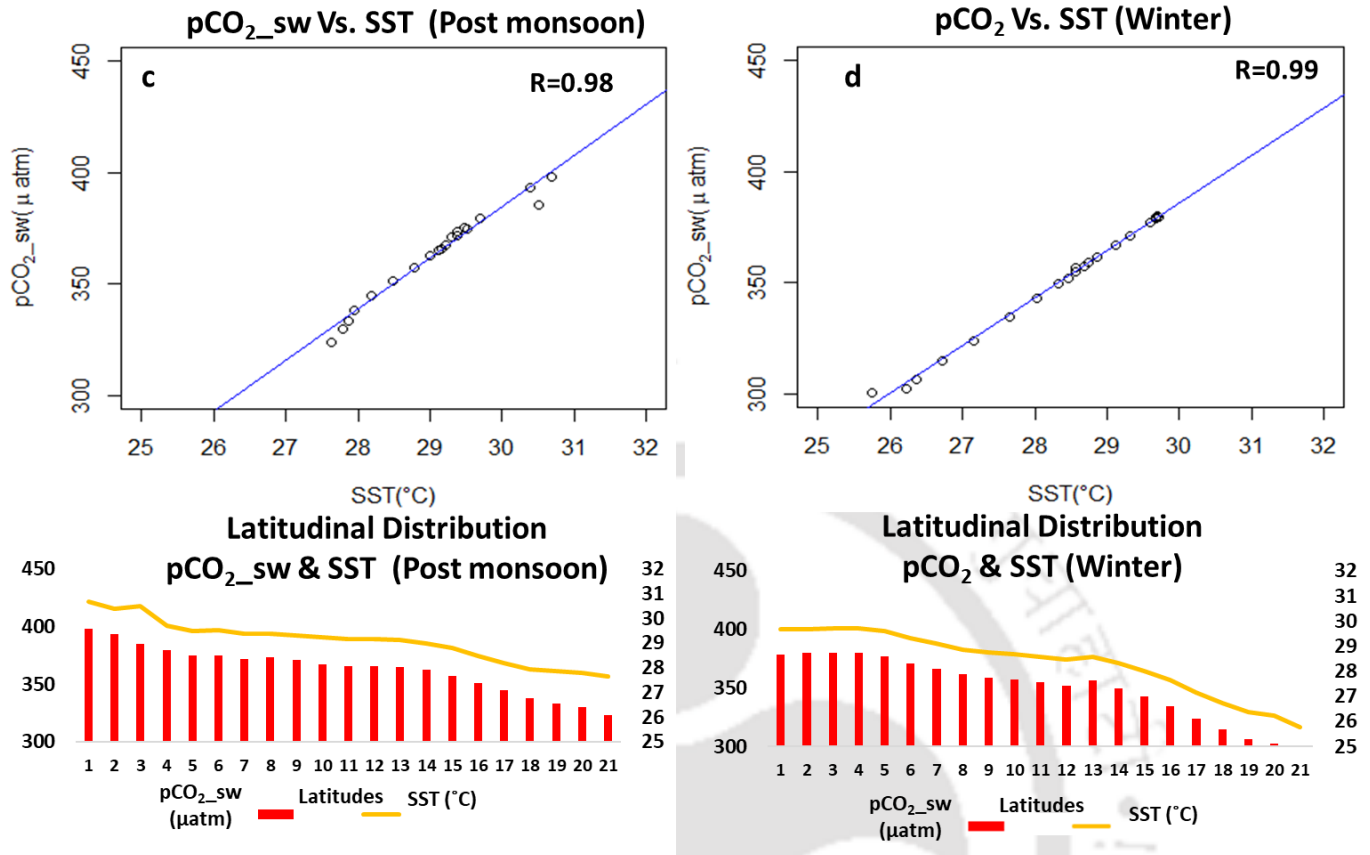 pCO₂_sw Vs. SST (Post monsoon)
c
R=0.98
pCO₂_sw( μ atm)
450
400
350
300
25 26 27 28 29 30 31 32
SST(°C)
pCO₂ Vs. SST (Winter)
d
R=0.99
pCO₂_sw( μ atm)
450
400
350
300
25 26 27 28 29 30 31 32
SST(°C)
Latitudinal Distribution
pCO₂_sw & SST (Post monsoon)
450
400
350
300
32
31
30
29
28
27
26
25
1 2 3 4 5 6 7 8 9 10 11 12 13 14 15 16 17 18 19 20 21
pCO₂_sw
(µatm)
Latitudes
SST (˚C)
Latitudinal Distribution
pCO₂ & SST (Winter)
450
400
350
300
32
31
30
29
28
27
26
25
1 2 3 4 5 6 7 8 9 10 11 12 13 14 15 16 17 18 19 20 21
pCO₂_sw
(µatm)
Latitudes
SST (˚C)